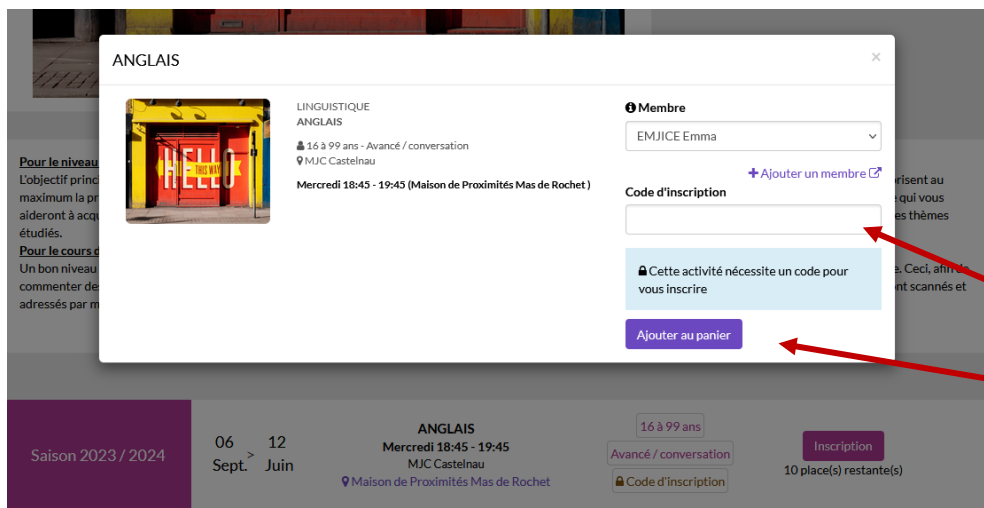 ANGLAIS
×
HELLO
THIS WAY
LINGUISTIQUE
ANGLAIS
16 à 99 ans - Avancé / conversation
MJC Castelnau
Mercredi 18:45 - 19:45 (Maison de Proximités Mas de Rochet )
Membre
EMJICE Emma
Ajouter un membre
Code d'inscription
Cette activité nécessite un code pour
vous inscrire
Ajouter au panier
Pour le niveau
L'objectif princ
maximum la pr
aideront à acqu
étudiés.
Pour le cours d
Un bon niveau
commenter de
adressés par m
risent au
qui vous
es thèmes
e. Ceci, afin de
nt scannés et
Saison 2023 / 2024
06 > 12
Sept. Juin
ANGLAIS
Mercredi 18:45 - 19:45
MJC Castelnau
Maison de Proximités Mas de Rochet
16 à 99 ans
Avancé / conversation
Code d'inscription
Inscription
10 place(s) restante(s)